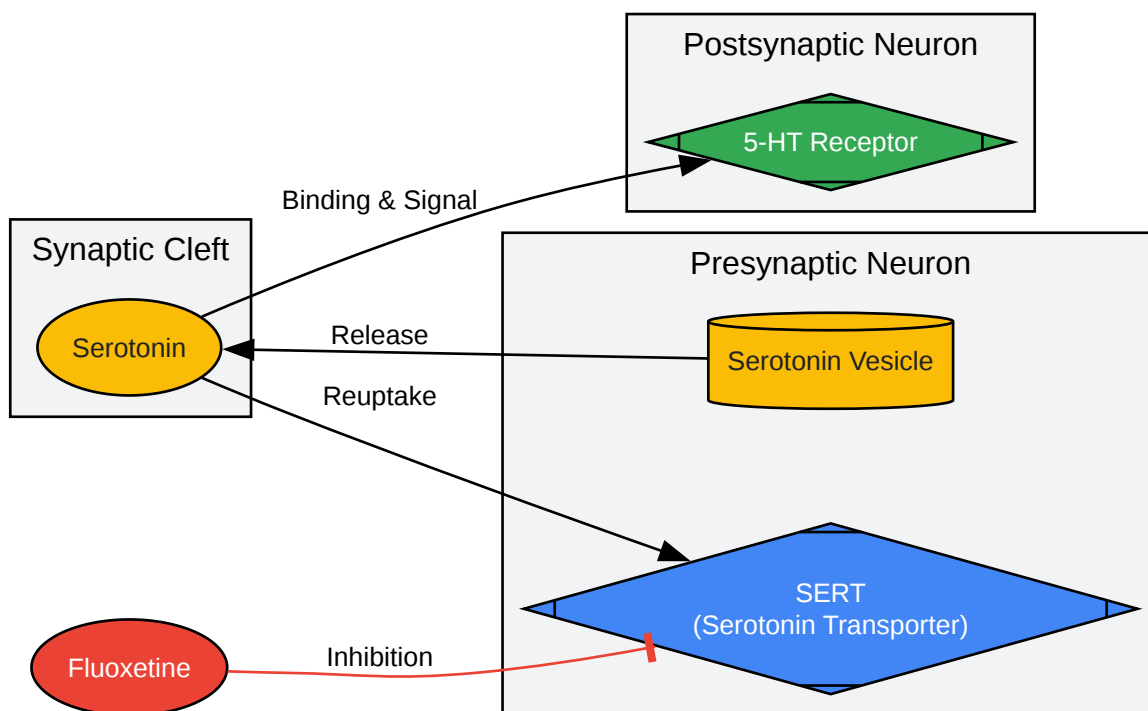 Postsynaptic Neuron
5-HT Receptor
Binding & Signal
Synaptic Cleft
Serotonin
Presynaptic Neuron
Release
Serotonin Vesicle
Reuptake
SERT
(Serotonin Transporter)
Fluoxetine
Inhibition